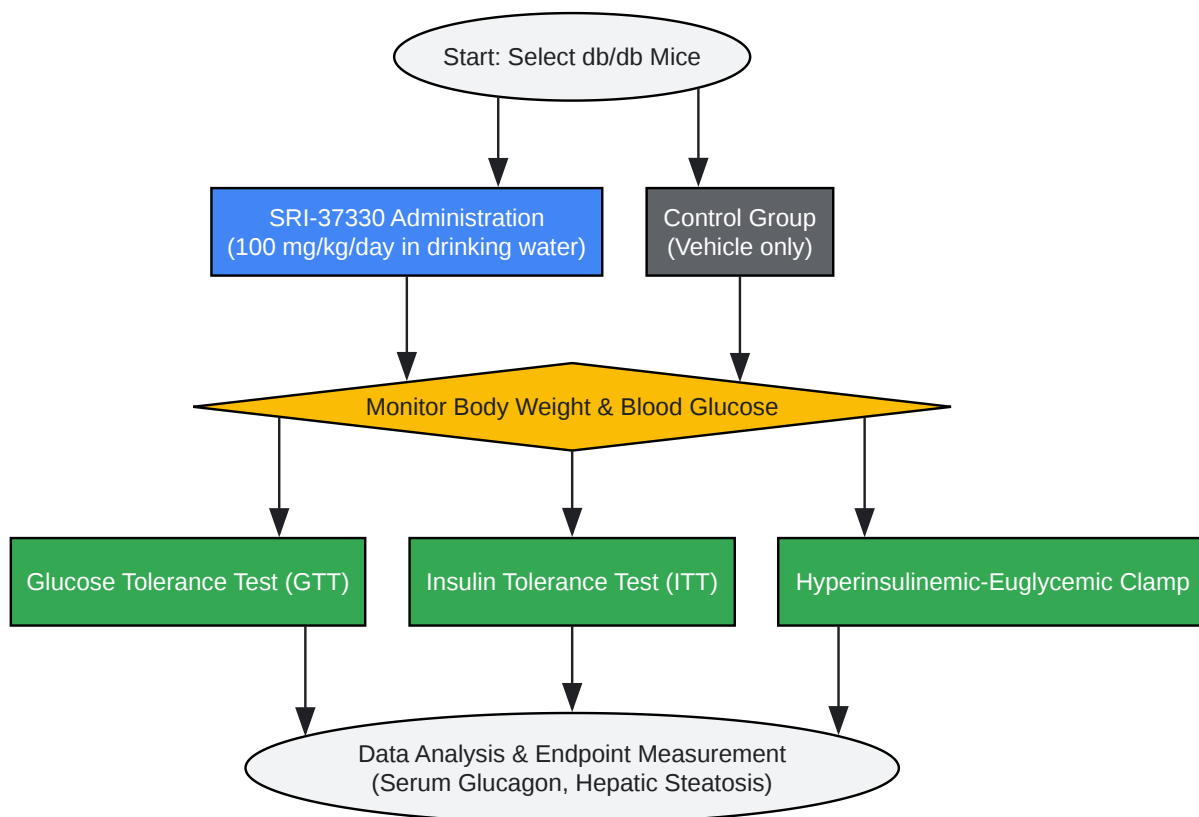 Start: Select db/db Mice
SRI-37330 Administration
(100 mg/kg/day in drinking water)
Control Group
(Vehicle only)
Monitor Body Weight & Blood Glucose
Glucose Tolerance Test (GTT)
Insulin Tolerance Test (ITT)
Hyperinsulinemic-Euglycemic Clamp
Data Analysis & Endpoint Measurement
(Serum Glucagon, Hepatic Steatosis)